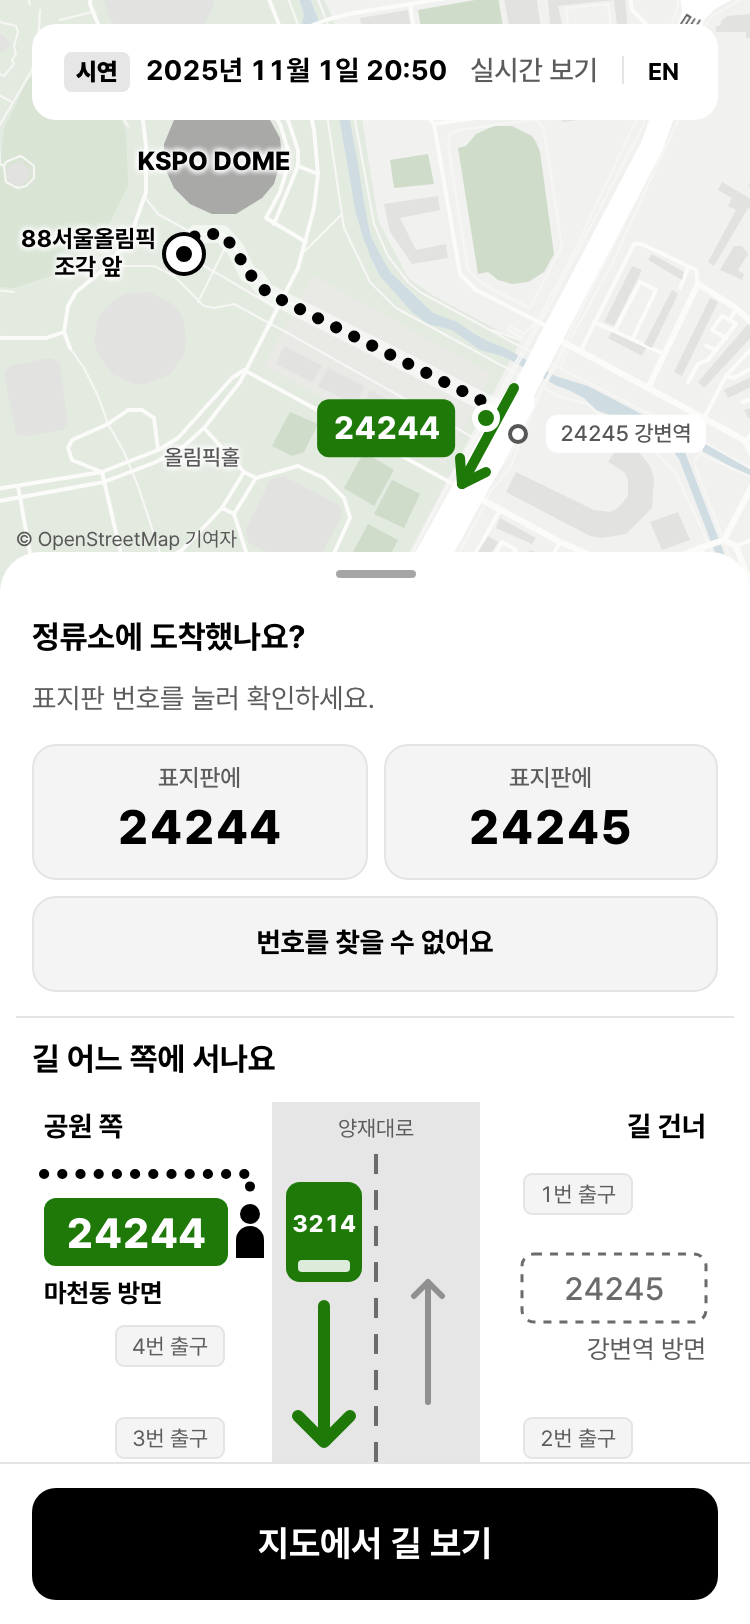 시연 2025년 11월 1일 20:50 실시간 보기 EN
KSPO DOME
88서울올림픽
조각 앞
24244
24245 강변역
올림픽홀
© OpenStreetMap 기여자
정류소에 도착했나요?
표지판 번호를 눌러 확인하세요.
표지판에
24244
표지판에
24245
번호를 찾을 수 없어요
길 어느 쪽에 서나요
공원 쪽
양재대로
길 건너
1번 출구
24244
3214
마천동 방면
24245
강변역 방면
4번 출구
3번 출구
2번 출구
지도에서 길 보기